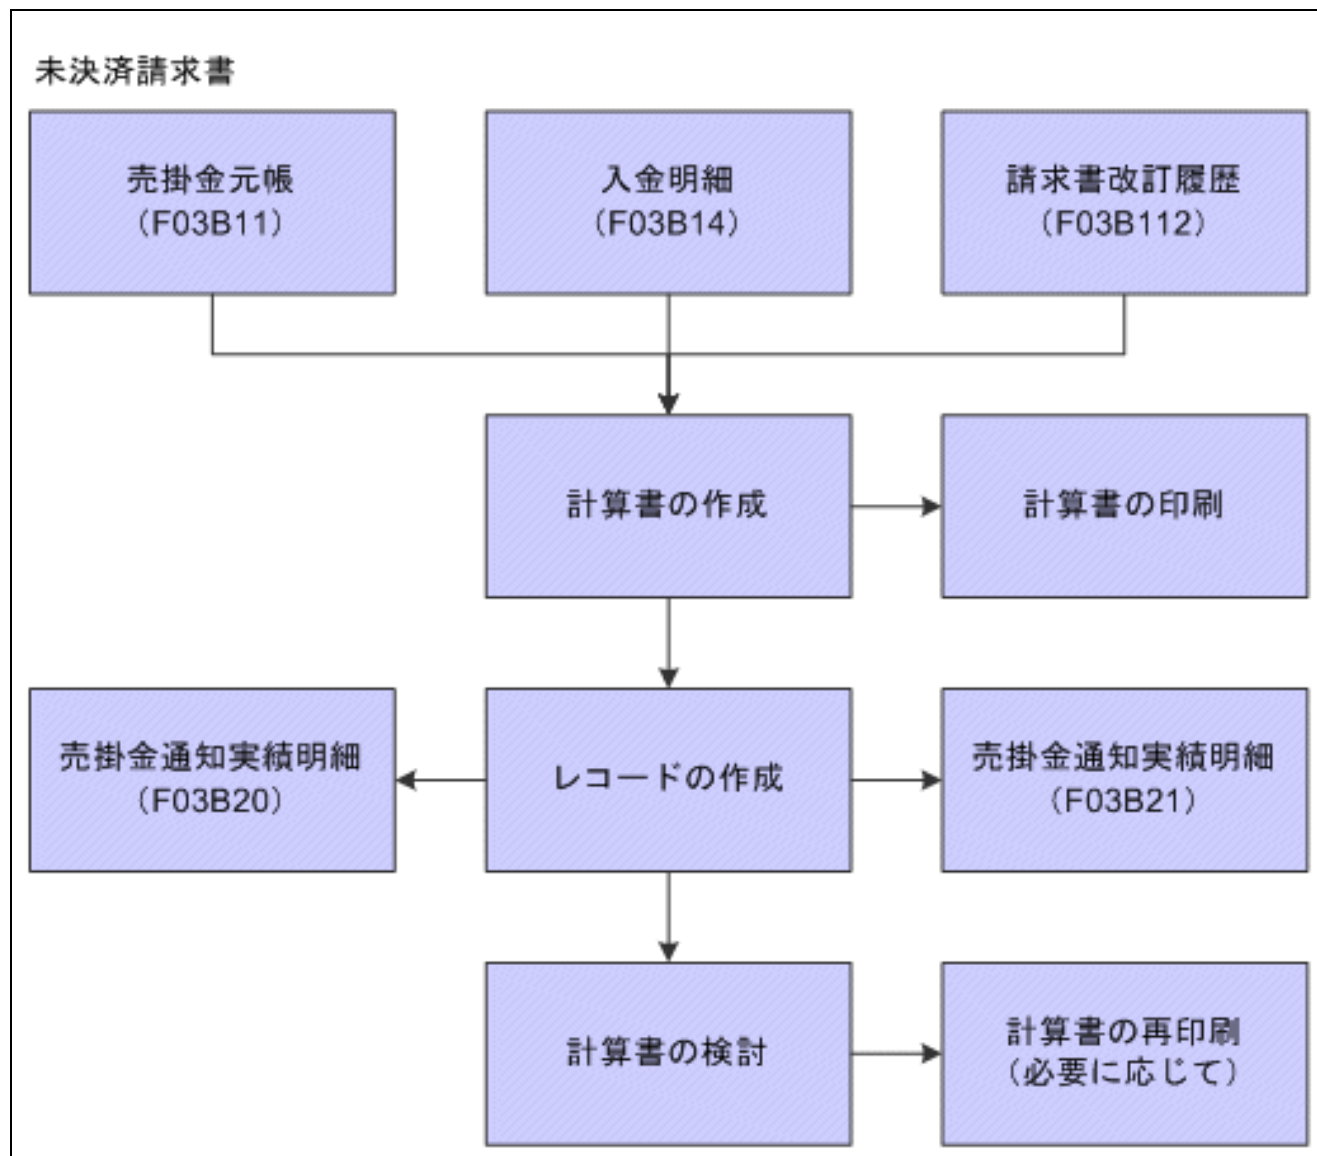 未決済請求書
売掛金元帳
（F03B11）
入金明細
（F03B14）
請求書改訂履歴
（F03B112）
計算書の作成
計算書の印刷
売掛金通知実績明細
（F03B20）
レコードの作成
売掛金通知実績明細
（F03B21）
計算書の検討
計算書の再印刷
（必要に応じて）